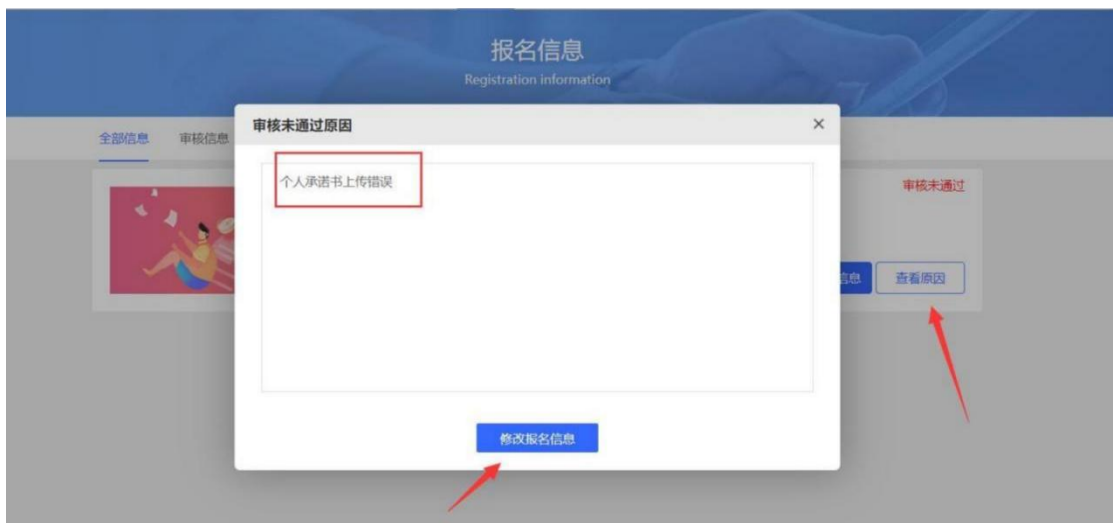 报名信息
Registration information
全部信息 审核信息
审核未通过原因 ×
个人承诺书上传错误
审核未通过
信息 查看原因
修改报名信息